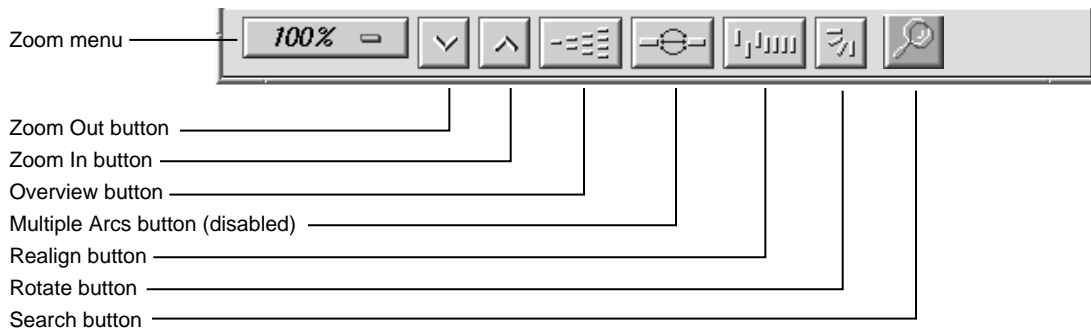 Zoom menu
100%
Zoom Out button
Zoom In button
Overview button
Multiple Arcs button (disabled)
Realign button
Rotate button
Search button